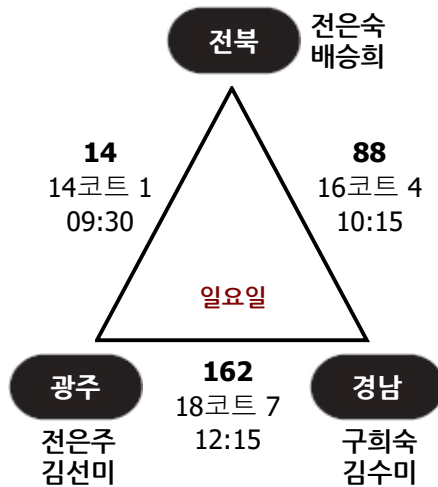 전북
전은숙
배승희
14
14코트 1
09:30
88
16코트 4
10:15
일요일
광주
전은주
김선미
162
18코트 7
12:15
경남
구희숙
김수미